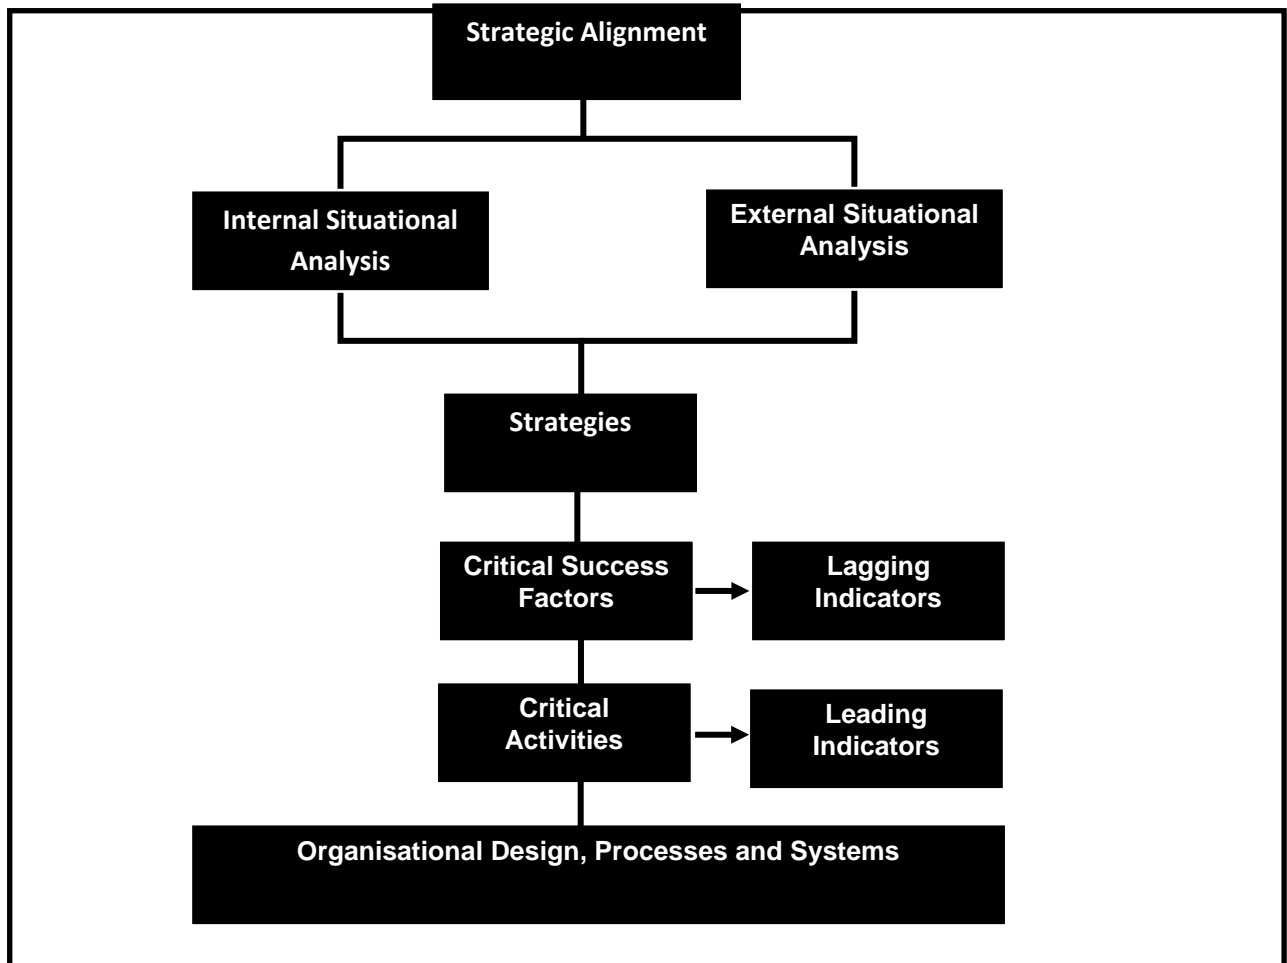 Strategic Alignment
Internal Situational
Analysis
External Situational
Analysis
Strategies
Critical Success
Factors
Lagging
Indicators
Critical
Activities
Leading
Indicators
Organisational Design, Processes and Systems